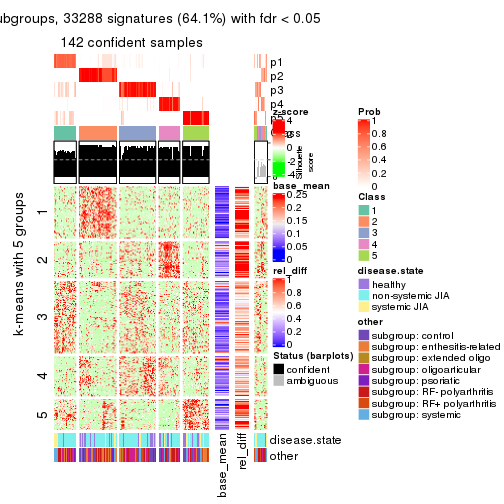 subgroups, 33288 signatures (64.1%) with fdr < 0.05
142 confident samples
p1
p2
p3
p4
p5
Class
z-score
4
2
0
-2
-4
Silhouette
score
base_mean
0.25
0.2
0.15
0.1
0.05
0
rel_diff
1
0.8
0.6
0.4
0.2
0
Status (barplots)
confident
ambiguous
Prob
1
0.8
0.6
0.4
0.2
0
Class
1
2
3
4
5
disease.state
healthy
non-systemic JIA
systemic JIA
other
subgroup: control
subgroup: enthesitis-related
subgroup: extended oligo
subgroup: oligoarticular
subgroup: psoriatic
subgroup: RF- polyarthritis
subgroup: RF+ polyarthritis
subgroup: systemic
k-means with 5 groups
1
2
3
4
5
base_mean
rel_diff
disease.state
other